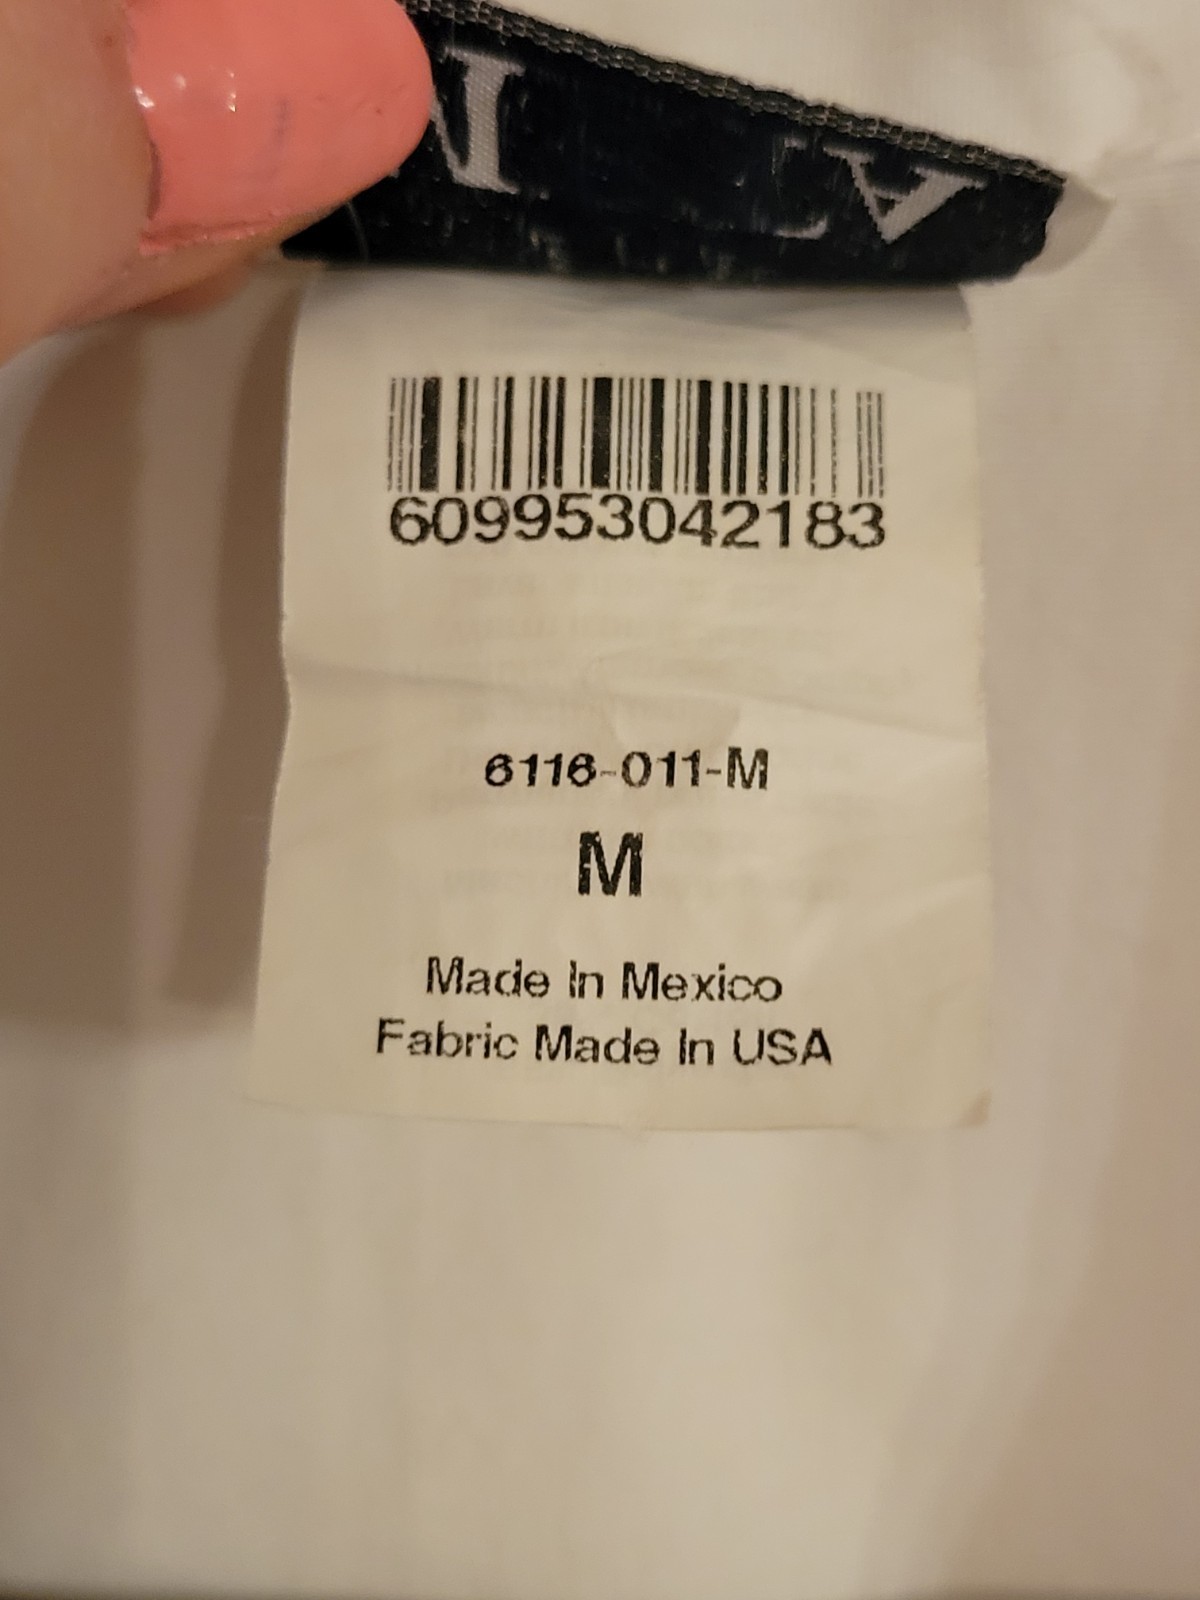 609953042183
6116-011-M
M
Made In Mexico
Fabric Made In USA